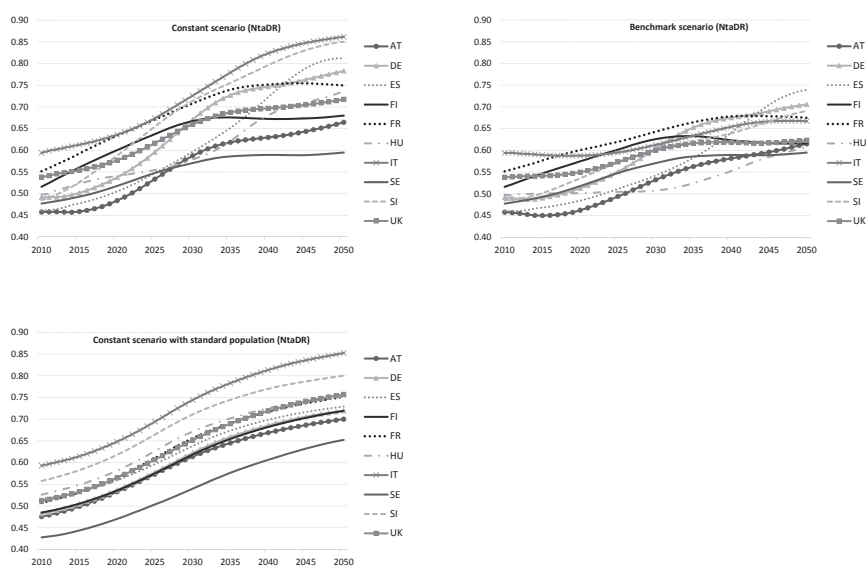 Constant scenario (NtaDR)
0.90
0.85
0.80
0.75
0.70
0.65
0.60
0.55
0.50
0.45
0.40
2010 2015 2020 2025 2030 2035 2040 2045 2050
AT
DE
ES
FI
FR
HU
IT
SE
SI
UK
Benchmark scenario (NtaDR)
0.90
0.85
0.80
0.75
0.70
0.65
0.60
0.55
0.50
0.45
0.40
2010 2015 2020 2025 2030 2035 2040 2045 2050
AT
DE
ES
FI
FR
HU
IT
SE
SI
UK
Constant scenario with standard population (NtaDR)
0.90
0.85
0.80
0.75
0.70
0.65
0.60
0.55
0.50
0.45
0.40
2010 2015 2020 2025 2030 2035 2040 2045 2050
AT
DE
ES
FI
FR
HU
IT
SE
SI
UK